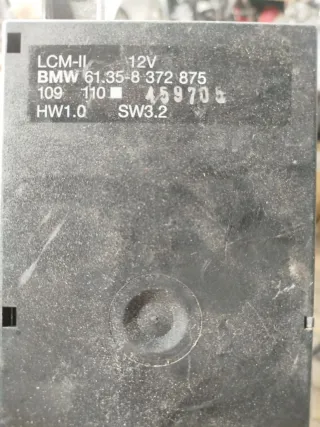 LCM-II 12V
BMW 61.35-8 372 875
109 110 459705
HW1.0 SW3.2